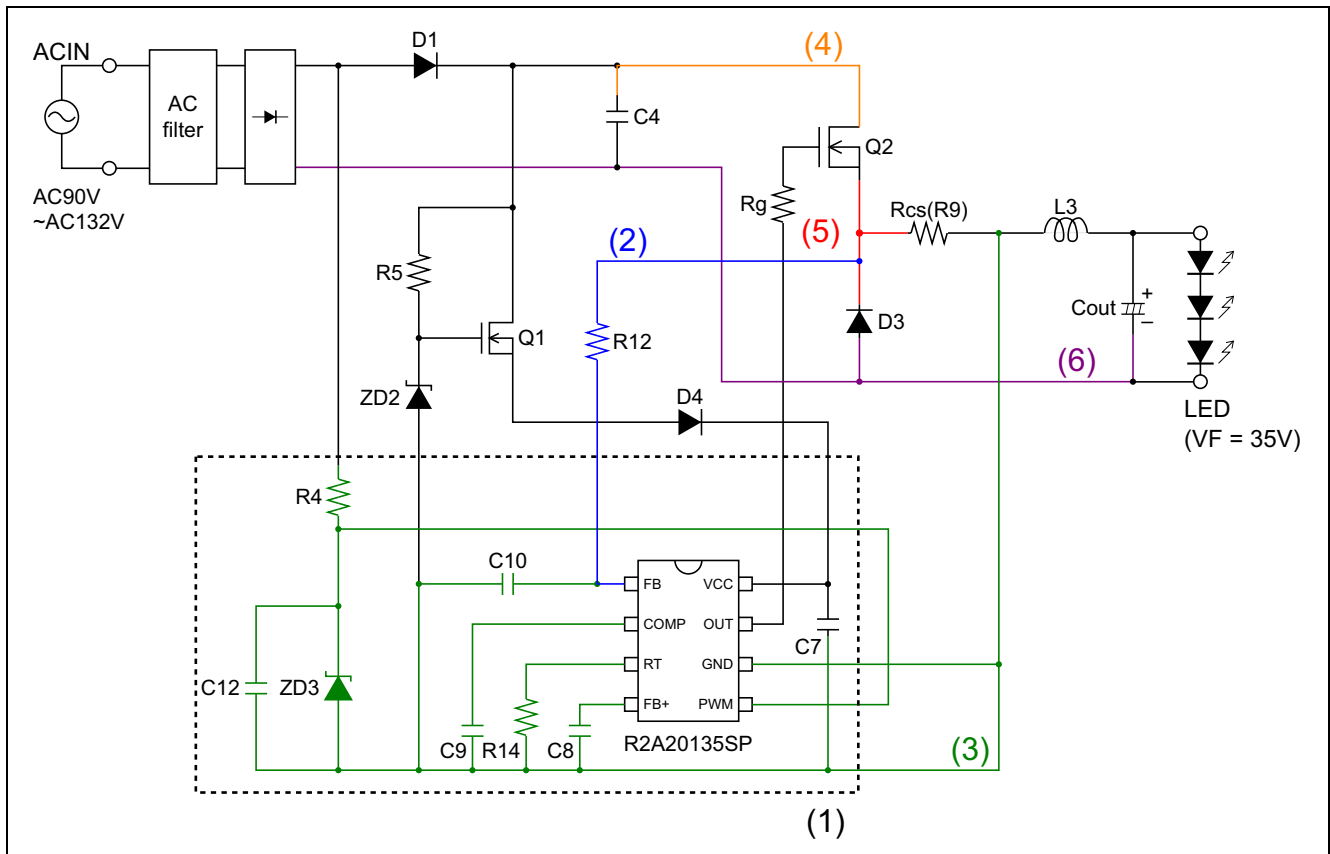 ACIN
D1
(4)
AC
filter
C4
Q2
AC90V
~AC132V
Rg
Rcs(R9)
L3
(2)
(5)
R5
Cout
+
–
Q1
R12
D3
(6)
ZD2
D4
LED
(VF = 35V)
R4
C10
FB
VCC
COMP
OUT
C7
RT
GND
C12
ZD3
FB+
PWM
C9
R14
C8
R2A20135SP
(3)
(1)